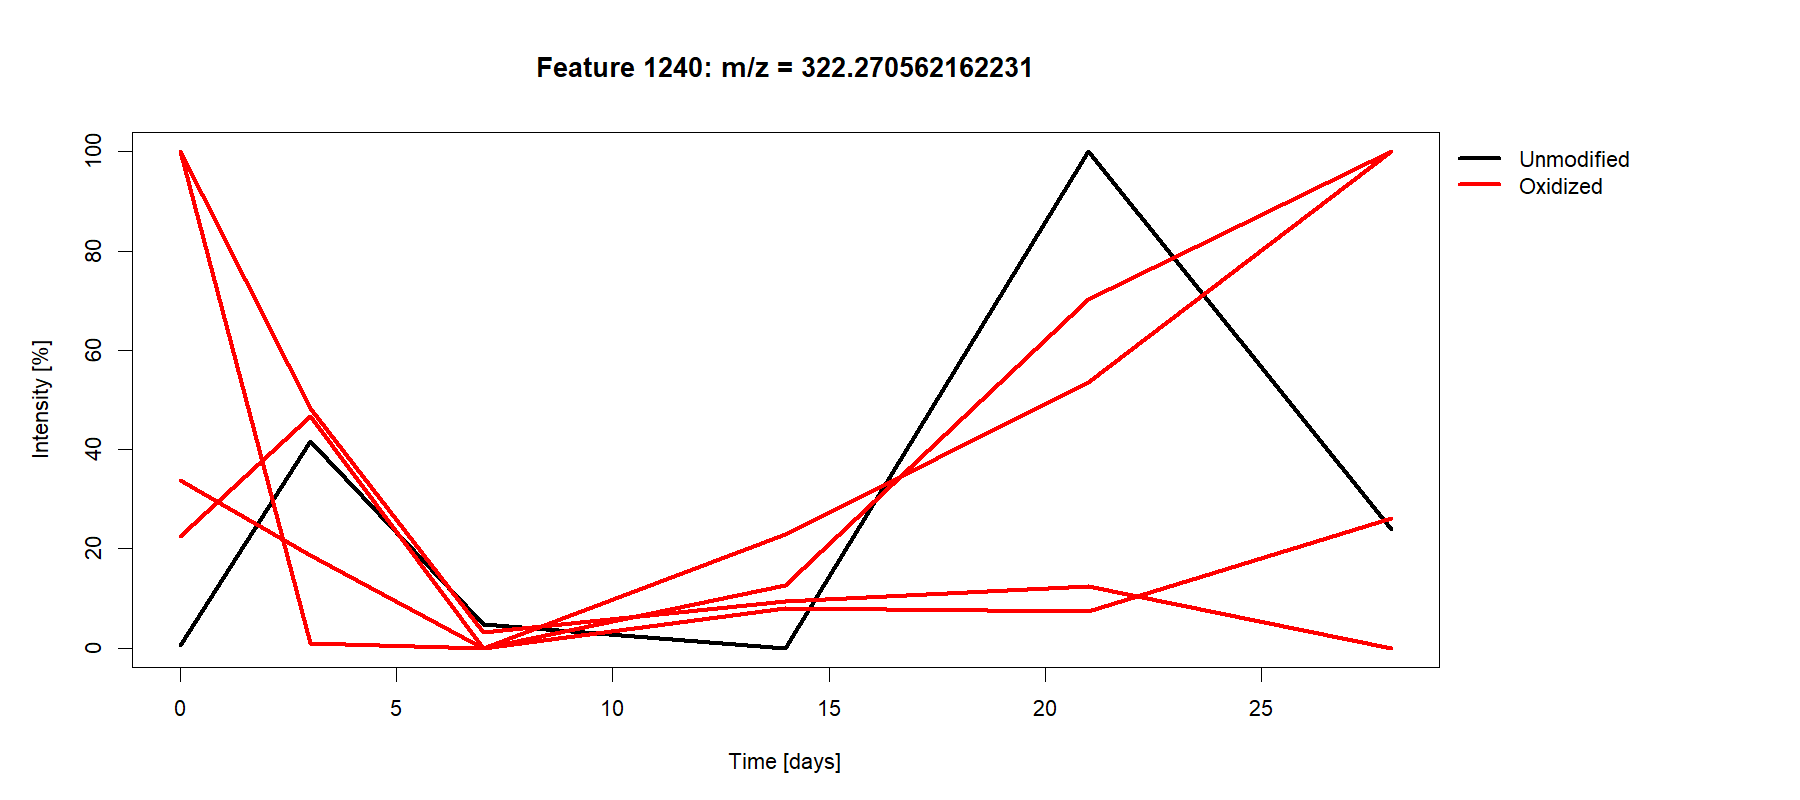 Feature 1240: m/z = 322.270562162231
Unmodified
Oxidized
Intensity [%]
100
80
60
40
20
0
0 5 10 15 20 25
Time [days]